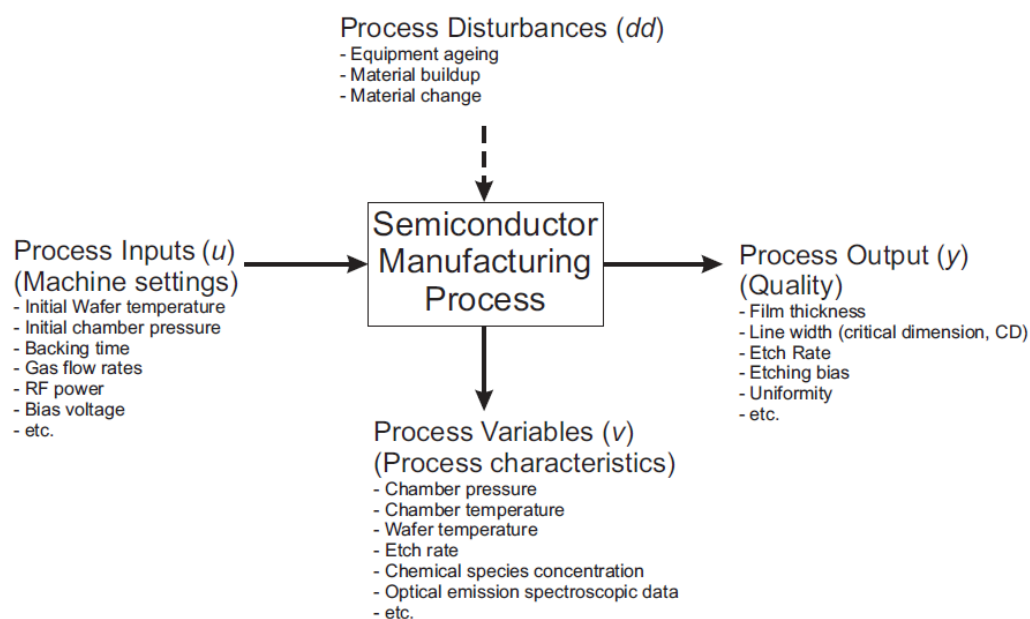 Process Disturbances (dd)
- Equipment ageing
- Material buildup
- Material change
Semiconductor
Manufacturing
Process
Process Inputs (u)
(Machine settings)
- Initial Wafer temperature
- Initial chamber pressure
- Backing time
- Gas flow rates
- RF power
- Bias voltage
- etc.
Process Output (y)
(Quality)
- Film thickness
- Line width (critical dimension, CD)
- Etch Rate
- Etching bias
- Uniformity
- etc.
Process Variables (v)
(Process characteristics)
- Chamber pressure
- Chamber temperature
- Wafer temperature
- Etch rate
- Chemical species concentration
- Optical emission spectroscopic data
- etc.